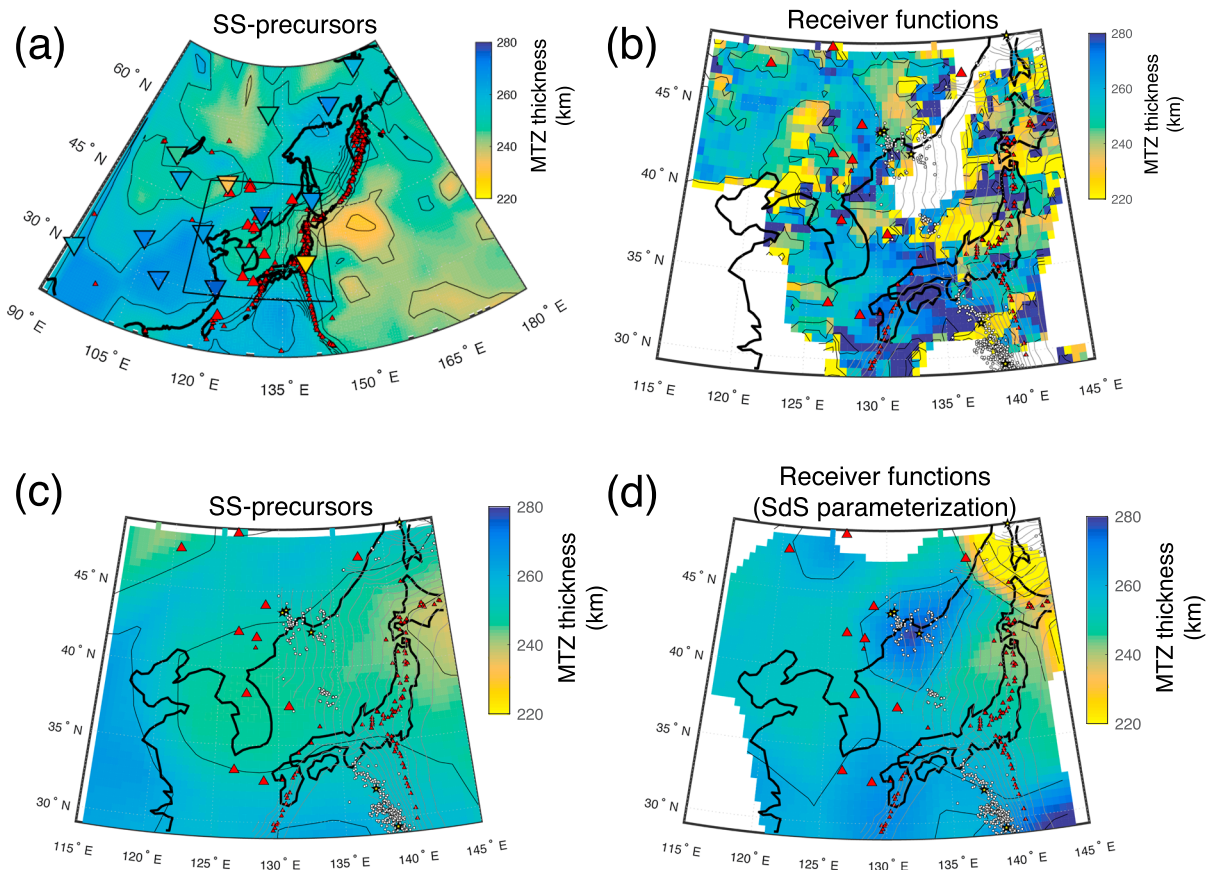 (a)
SS-precursors
60 ° N
45 ° N
30 ° N
90 ° E
105 ° E
120 ° E
135 ° E
150 ° E
165 ° E
180 ° E
280
260
240
220
MTZ thickness
(km)
(b)
Receiver functions
45 ° N
40 ° N
35 ° N
30 ° N
115 ° E
120 ° E
125 ° E
130 ° E
135 ° E
140 ° E
145 ° E
280
260
240
220
MTZ thickness
(km)
(c)
SS-precursors
45 ° N
40 ° N
35 ° N
30 ° N
115 ° E
120 ° E
125 ° E
130 ° E
135 ° E
140 ° E
145 ° E
280
260
240
220
MTZ thickness
(km)
(d)
Receiver functions
(SdS parameterization)
45 ° N
40 ° N
35 ° N
30 ° N
115 ° E
120 ° E
125 ° E
130 ° E
135 ° E
140 ° E
145 ° E
280
260
240
220
MTZ thickness
(km)